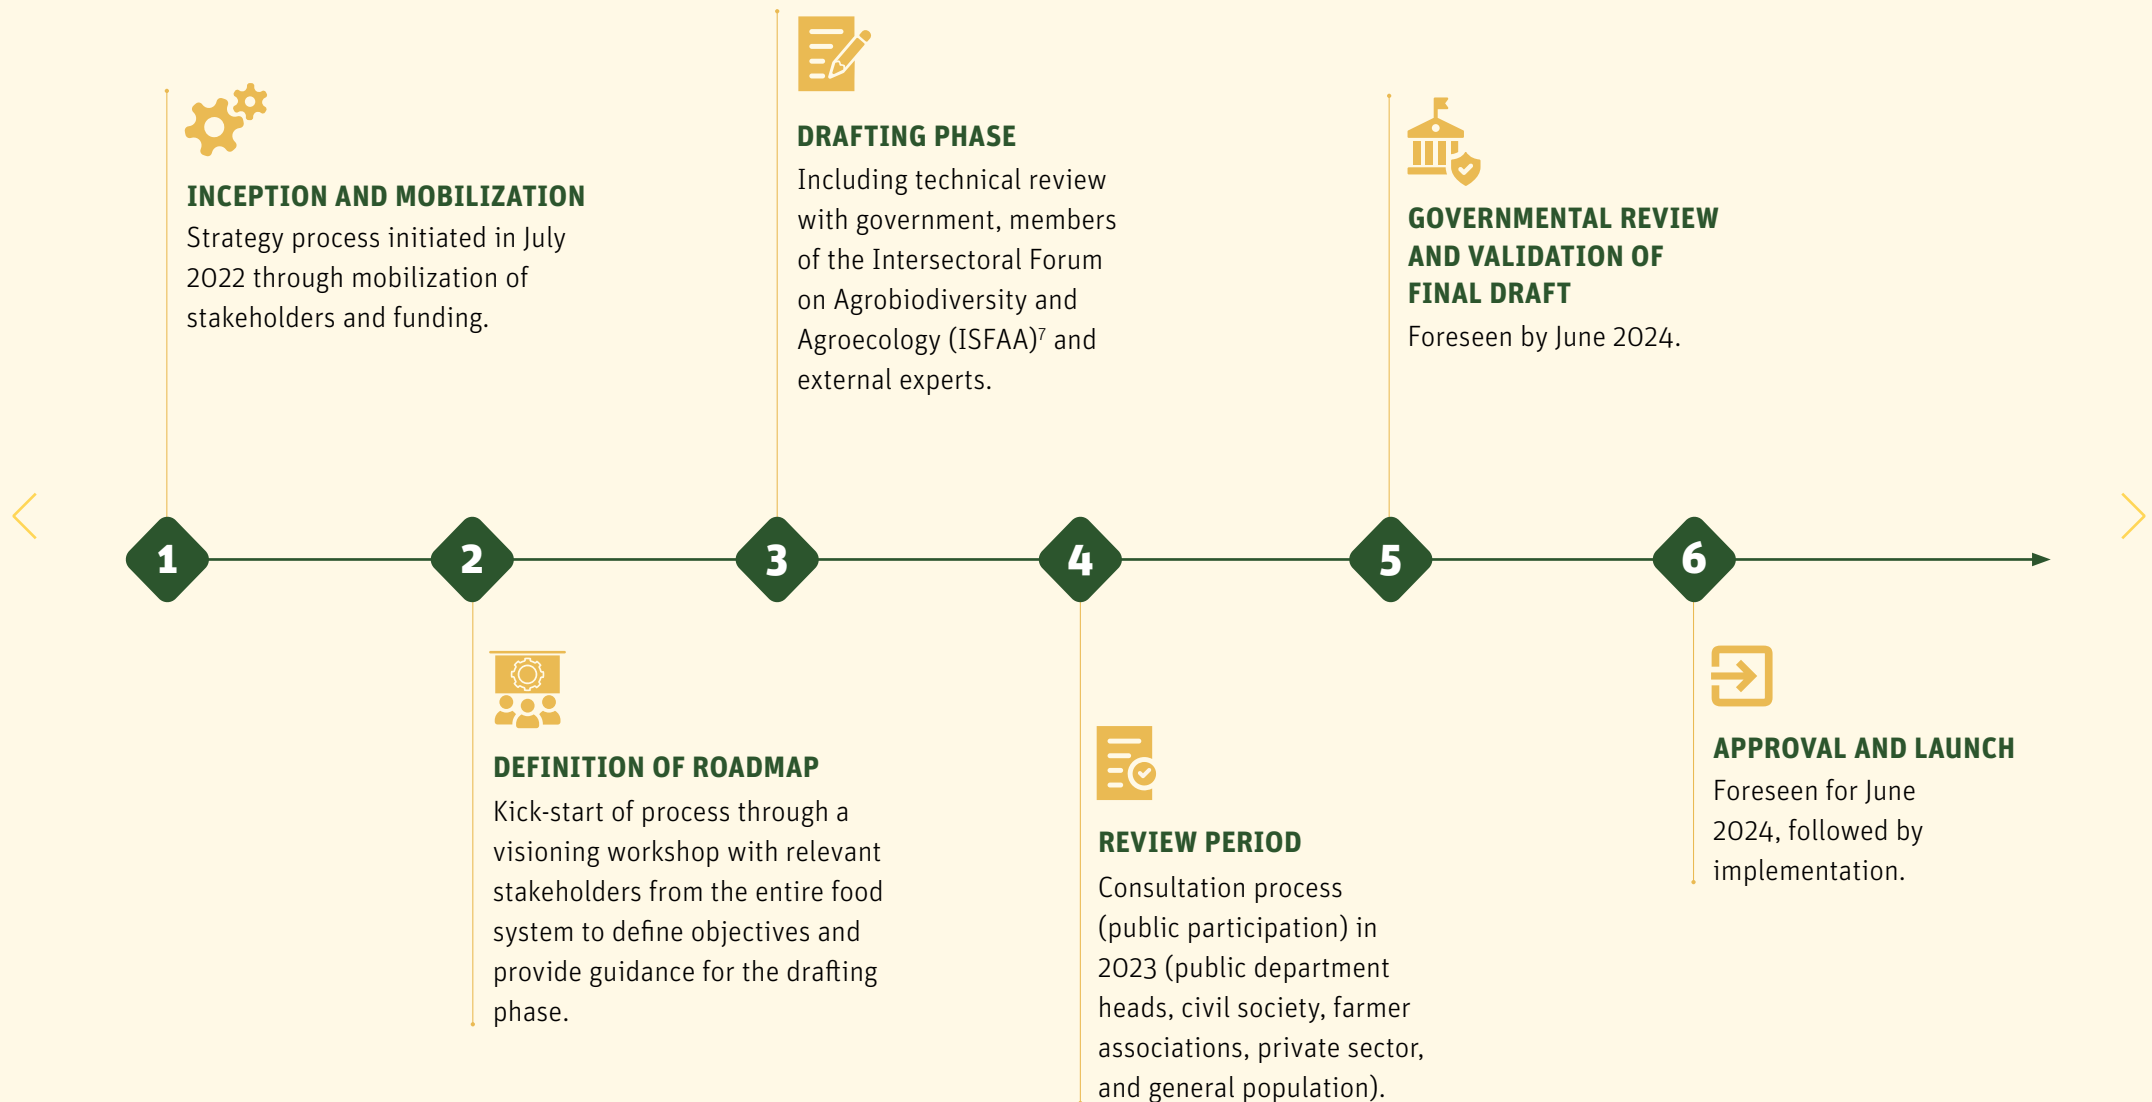 1
INCEPTION AND MOBILIZATION
Strategy process initiated in July
2022 through mobilization of
stakeholders and funding.
2
DEFINITION OF ROADMAP
Kick-start of process through a
visioning workshop with relevant
stakeholders from the entire food
system to define objectives and
provide guidance for the drafting
phase.
3
DRAFTING PHASE
Including technical review
with government, members
of the Intersectoral Forum
on Agrobiodiversity and
Agroecology (ISFAA)⁷ and
external experts.
4
REVIEW PERIOD
Consultation process
(public participation) in
2023 (public department
heads, civil society, farmer
associations, private sector,
and general population).
5
GOVERNMENTAL REVIEW
AND VALIDATION OF
FINAL DRAFT
Foreseen by June 2024.
6
APPROVAL AND LAUNCH
Foreseen for June
2024, followed by
implementation.